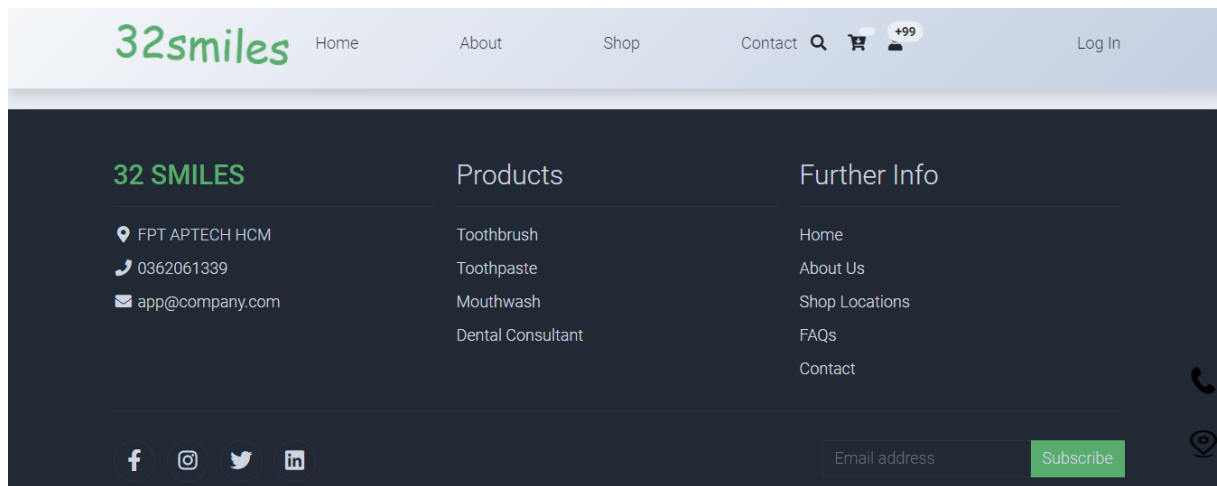 32smiles Home About Shop Contact +99 Log In
32 SMILES
FPT APTECH HCM
0362061339
app@company.com
Products
Toothbrush
Toothpaste
Mouthwash
Dental Consultant
Further Info
Home
About Us
Shop Locations
FAQs
Contact
Email address Subscribe